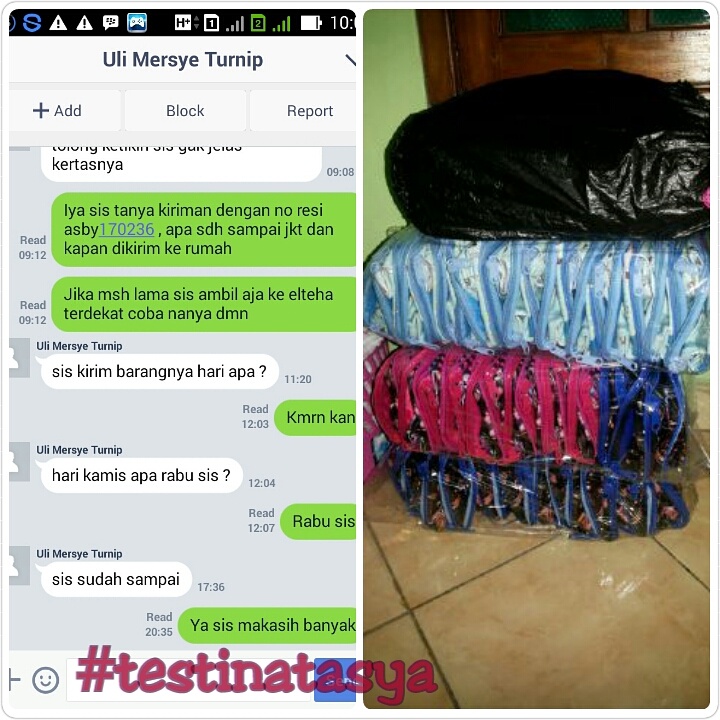 H+ 1 2 10:0
Uli Mersye Turnip
+ Add Block Report
tolong ketikin sis gak jelas
kertasnya
09:08
Iya sis tanya kiriman dengan no resi
asby170236 , apa sdh sampai jkt dan
kapan dikirim ke rumah
Read
09:12
Jika msh lama sis ambil aja ke elteha
terdekat coba nanya dmn
Read
09:12
Uli Mersye Turnip
sis kirim barangnya hari apa ?
11:20
Read
12:03
Kmrn kan
Uli Mersye Turnip
hari kamis apa rabu sis ?
12:04
Read
12:07
Rabu sis
Uli Mersye Turnip
sis sudah sampai
17:36
Read
20:35
Ya sis makasih banyak
#testinatasya